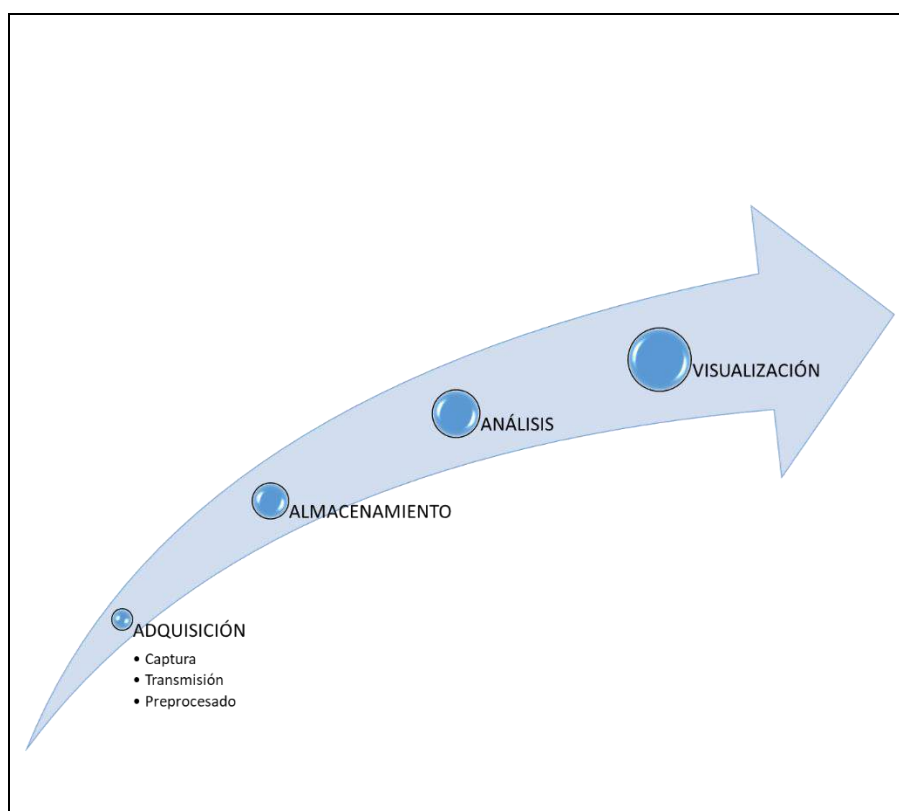 VISUALIZACIÓN
ANÁLISIS
ALMACENAMIENTO
ADQUISICIÓN
• Captura
• Transmisión
• Preprocesado